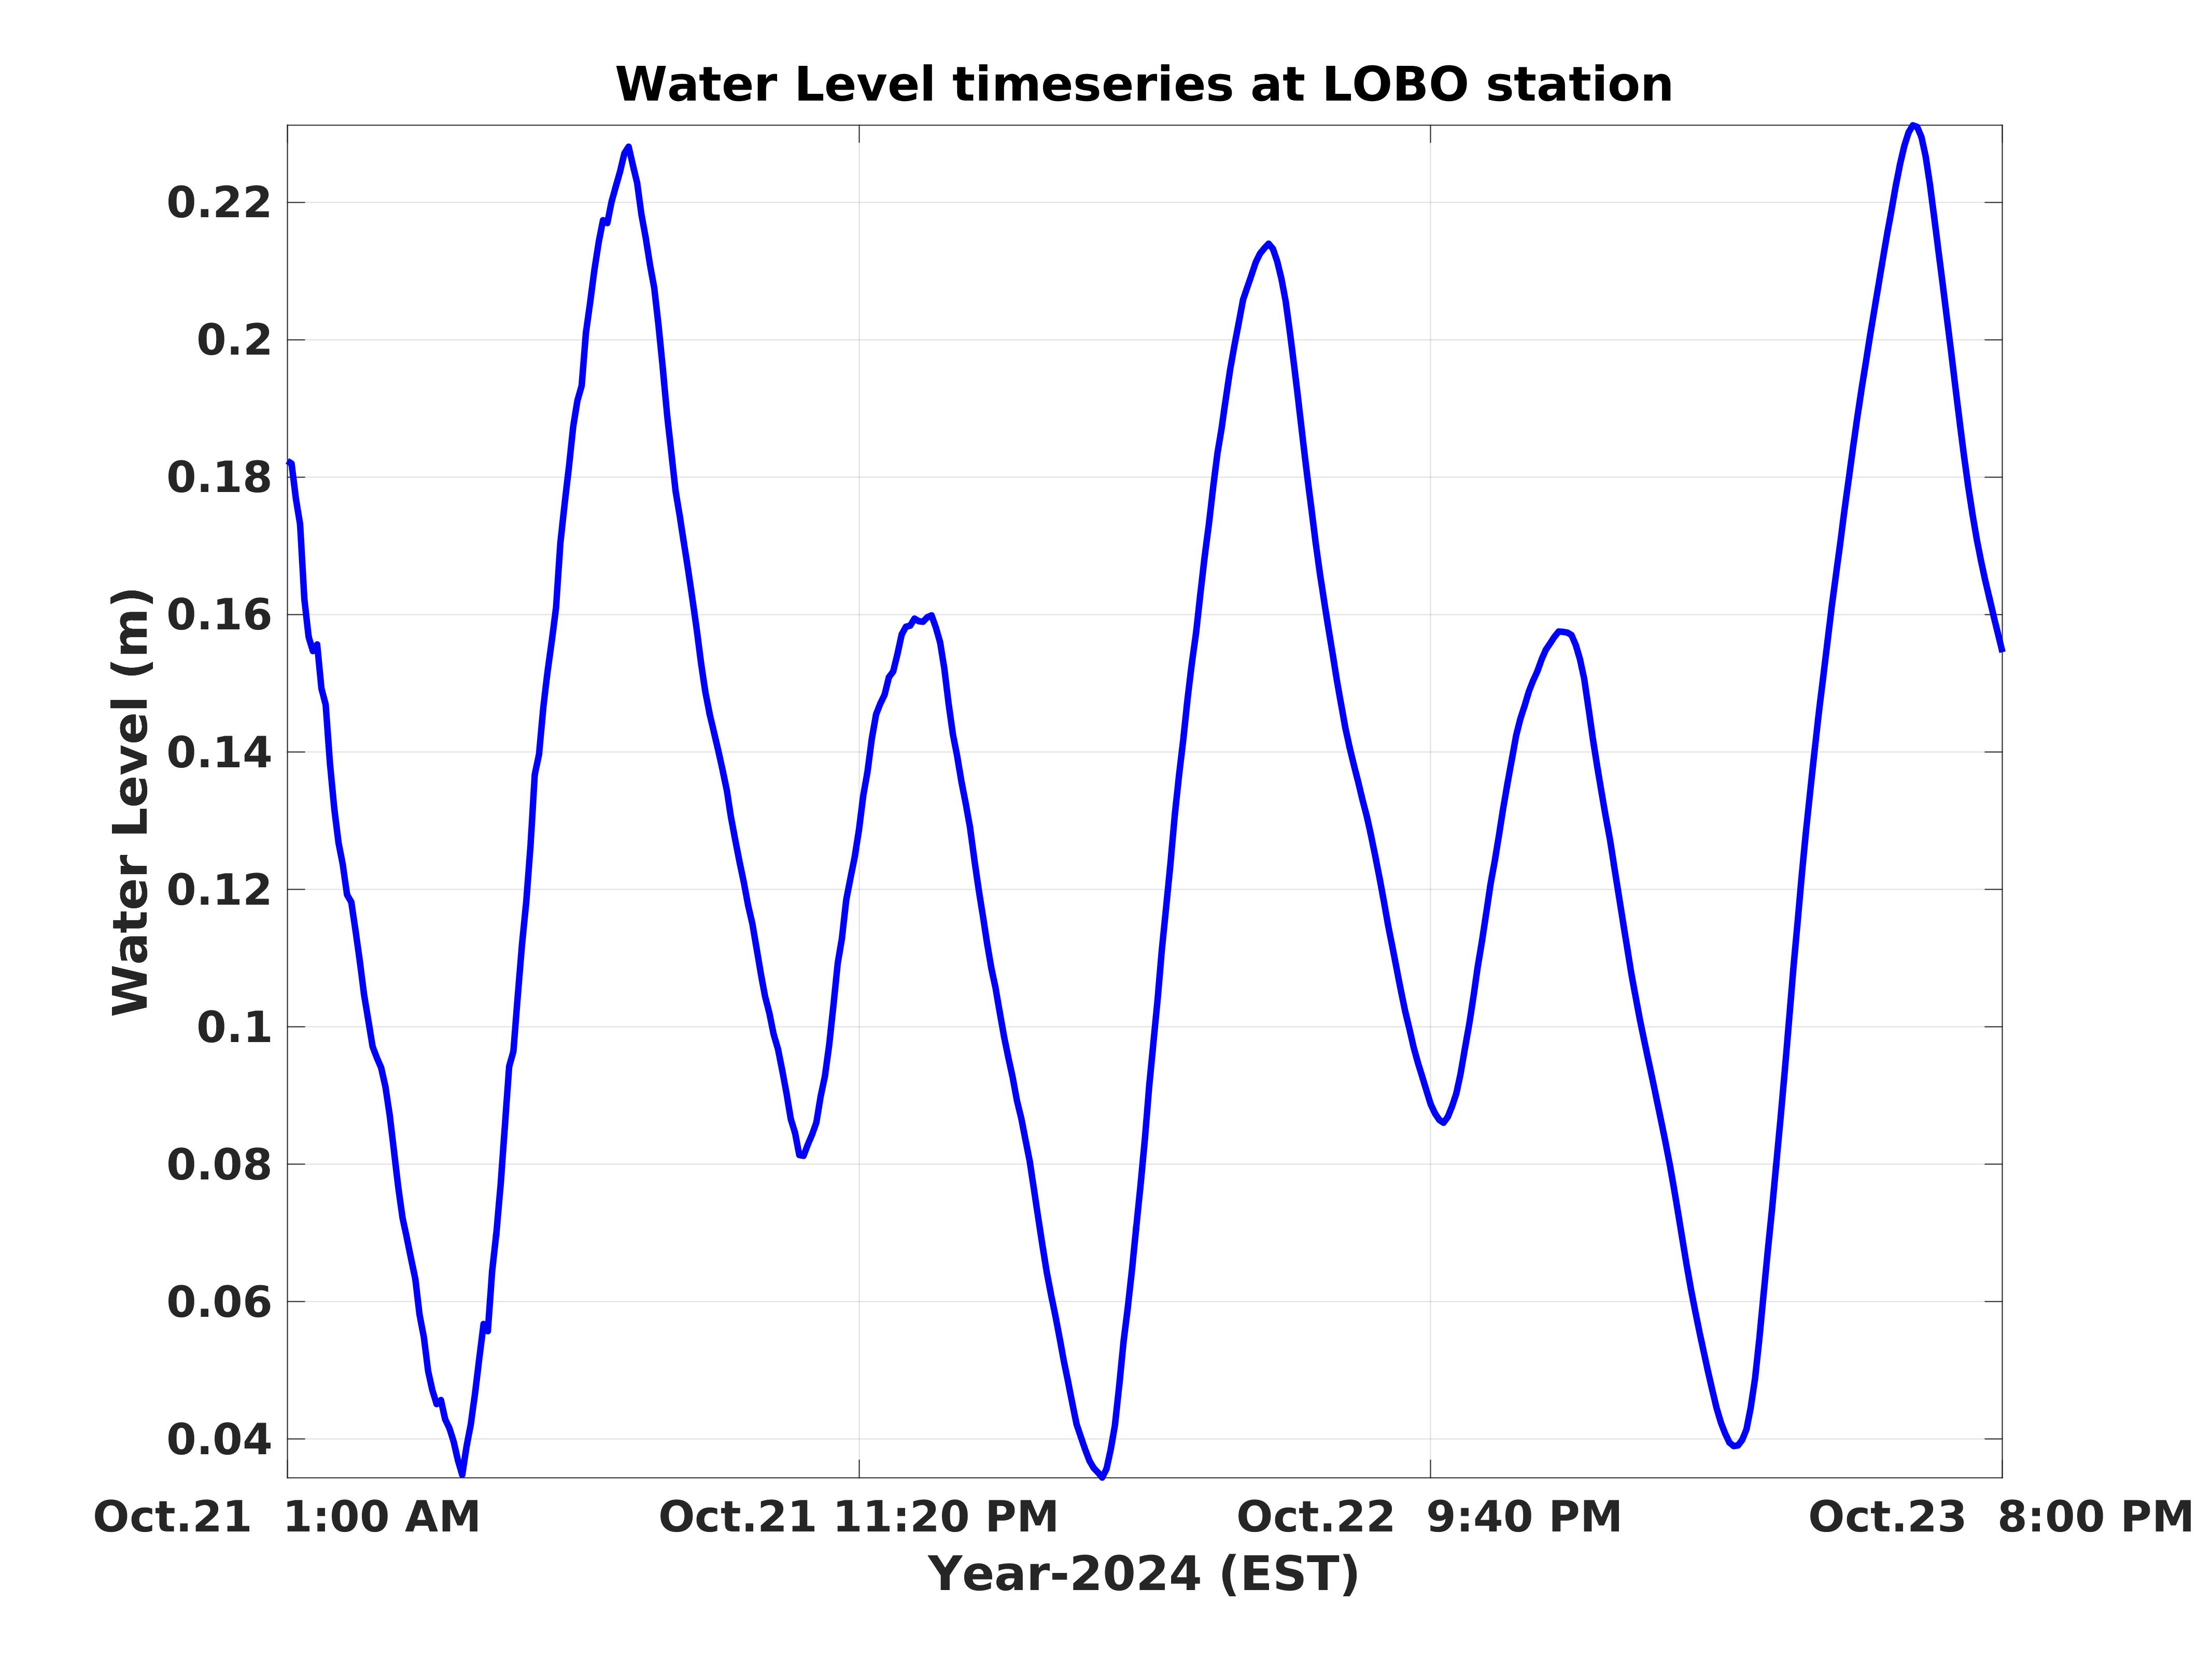 Water Level timeseries at LOBO station
Water Level (m)
0.22
0.2
0.18
0.16
0.14
0.12
0.1
0.08
0.06
0.04
Oct.21 1:00 AM
Oct.21 11:20 PM
Oct.22 9:40 PM
Oct.23 8:00 PM
Year-2024 (EST)